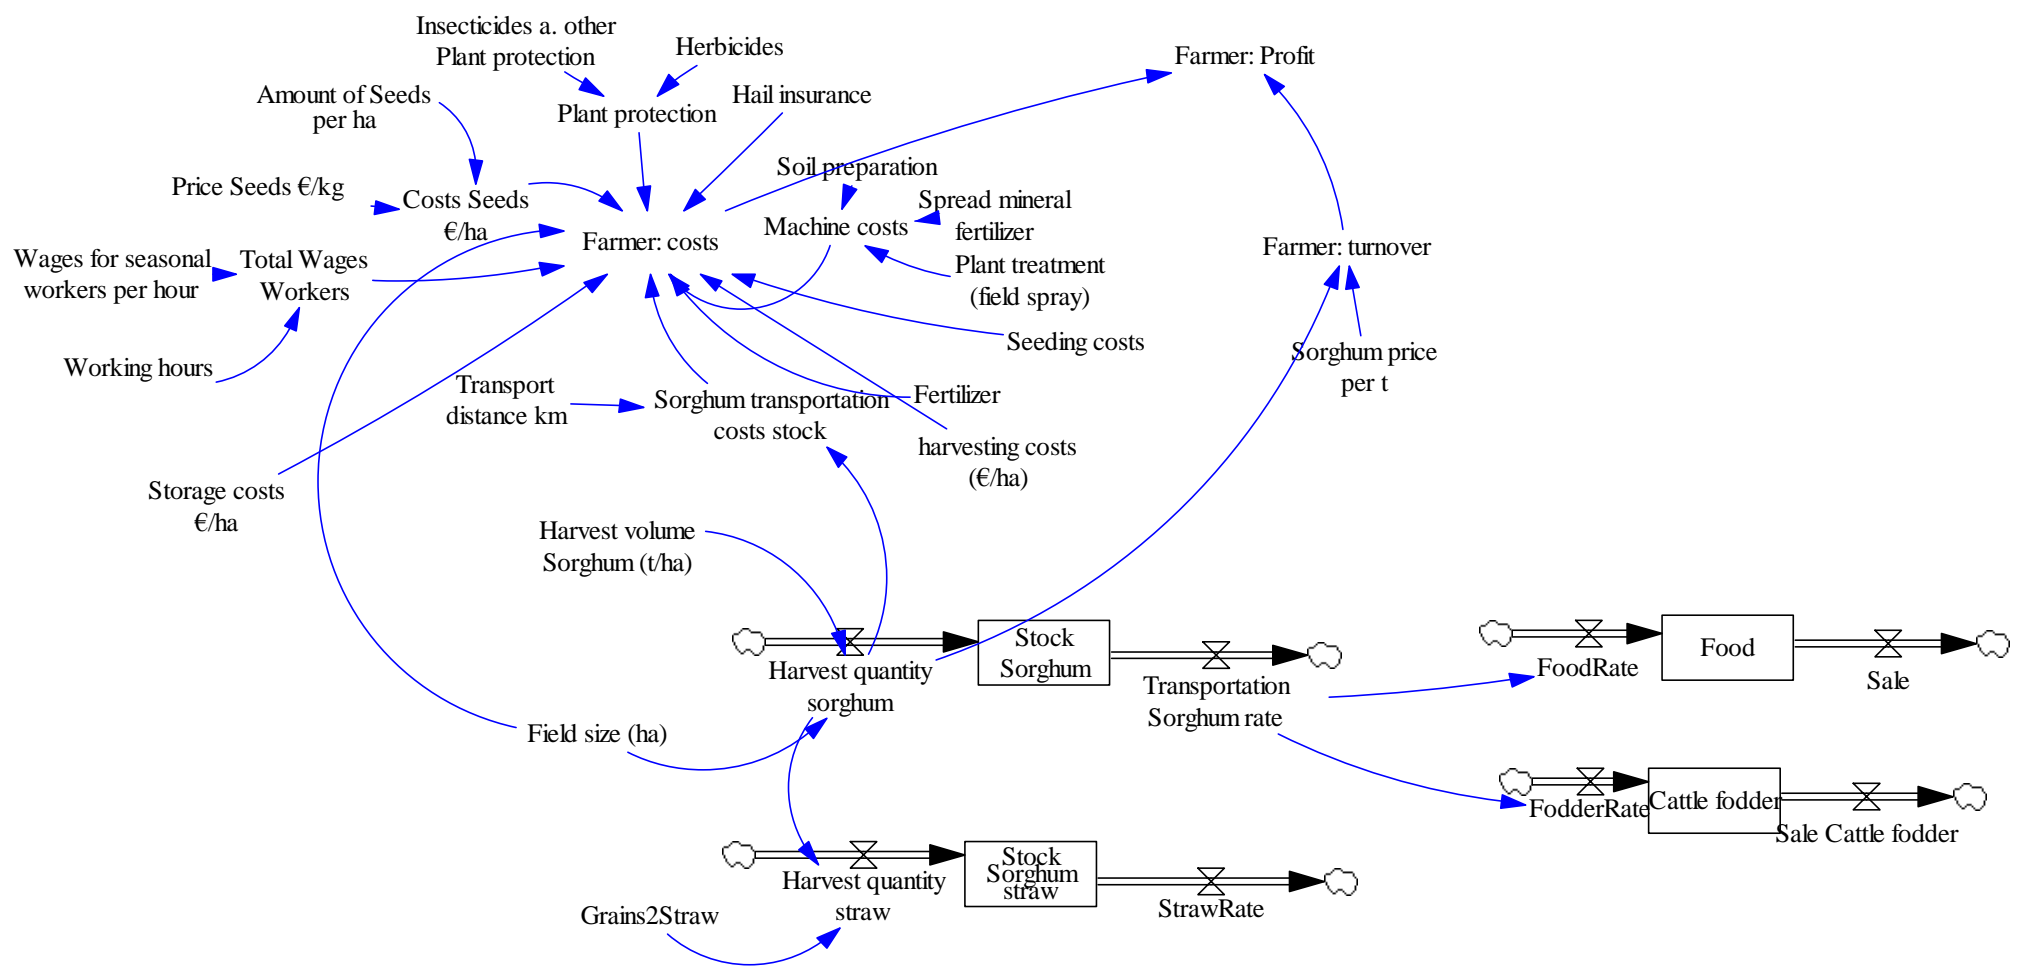 Insecticides a. other
Plant protection
Herbicides
Farmer: Profit
Amount of Seeds
per ha
Hail insurance
Plant protection
Soil preparation
Price Seeds €/kg
Costs Seeds
€/ha
Spread mineral
fertilizer
Machine costs
Farmer: costs
Farmer: turnover
Wages for seasonal
workers per hour
Total Wages
Workers
Plant treatment
(field spray)
Seeding costs
Sorghum price
per t
Working hours
Transport
distance km
Sorghum transportation
costs stock
Fertilizer
harvesting costs
(€/ha)
Storage costs
€/ha
Harvest volume
Sorghum (t/ha)
Stock
Sorghum
Food
Harvest quantity
sorghum
Transportation
Sorghum rate
FoodRate
Sale
Field size (ha)
FodderRate
Cattle fodder
Sale Cattle fodder
Stock
Sorghum
straw
Harvest quantity
straw
StrawRate
Grains2Straw